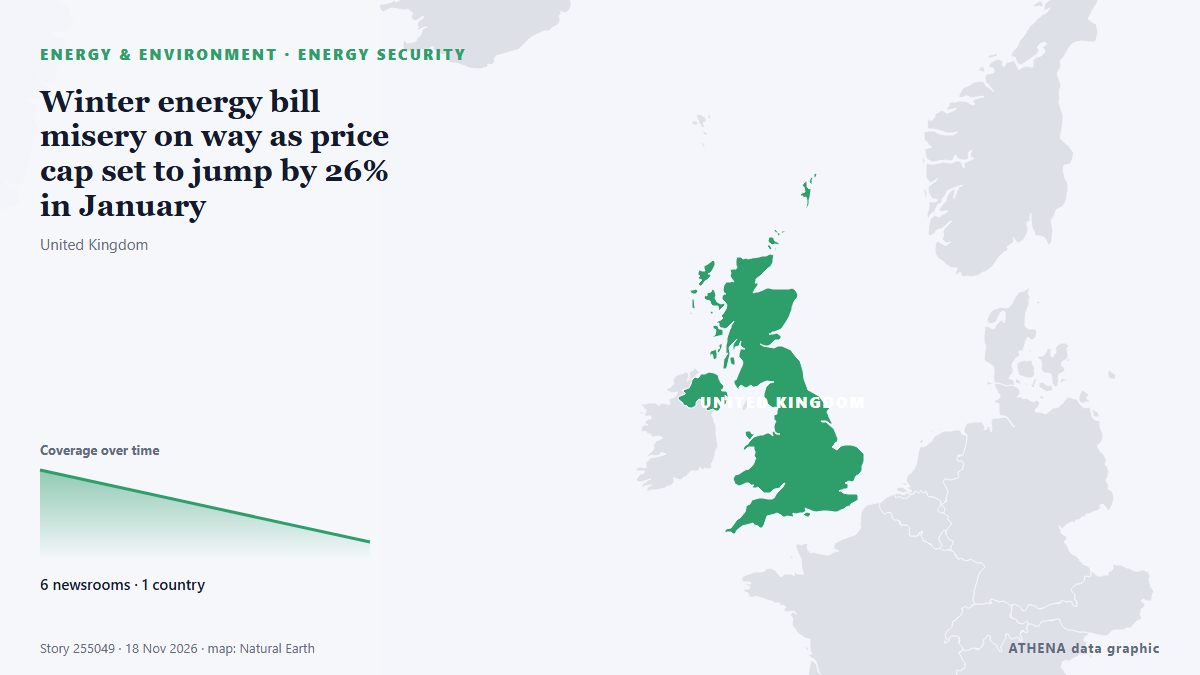 ENERGY & ENVIRONMENT · ENERGY SECURITY
Winter energy bill
misery on way as price
cap set to jump by 26%
in January
United Kingdom
UNITED KINGDOM
Coverage over time
6 newsrooms · 1 country
Story 255049 · 18 Nov 2026 · map: Natural Earth
ATHENA data graphic